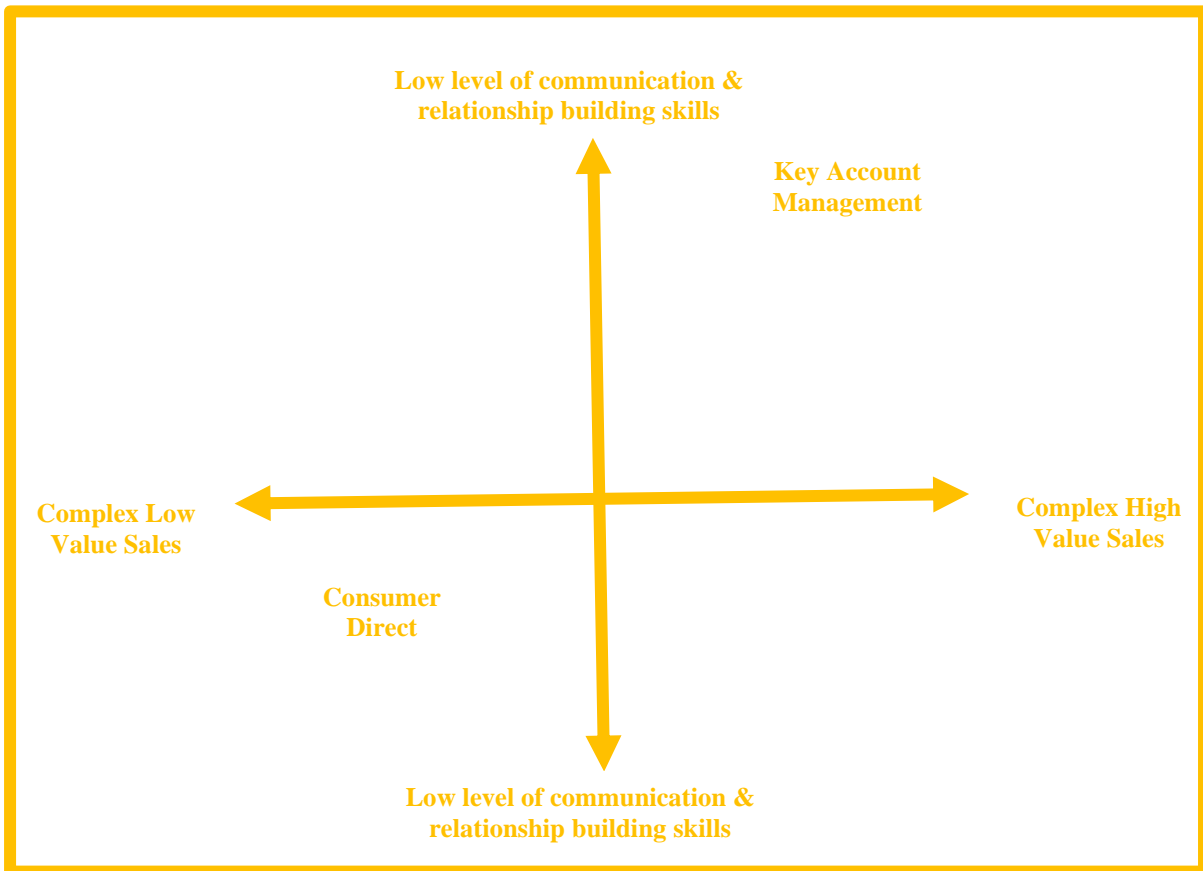 Low level of communication &
relationship building skills
Key Account
Management
Complex Low
Value Sales
Complex High
Value Sales
Consumer
Direct
Low level of communication &
relationship building skills